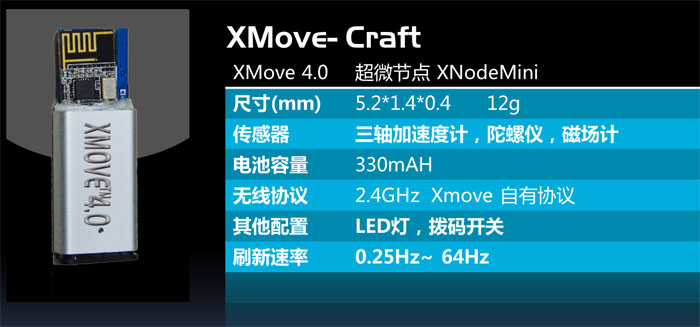 XMove- Craft
XMove 4.0 超微节点 XNodeMini
尺寸(mm) 5.2*1.4*0.4 12g
传感器 三轴加速度计，陀螺仪，磁场计
电池容量 330mAH
无线协议 2.4GHz Xmove 自有协议
其他配置 LED灯，拨码开关
刷新速率 0.25Hz~ 64Hz
XMOVE™4.0